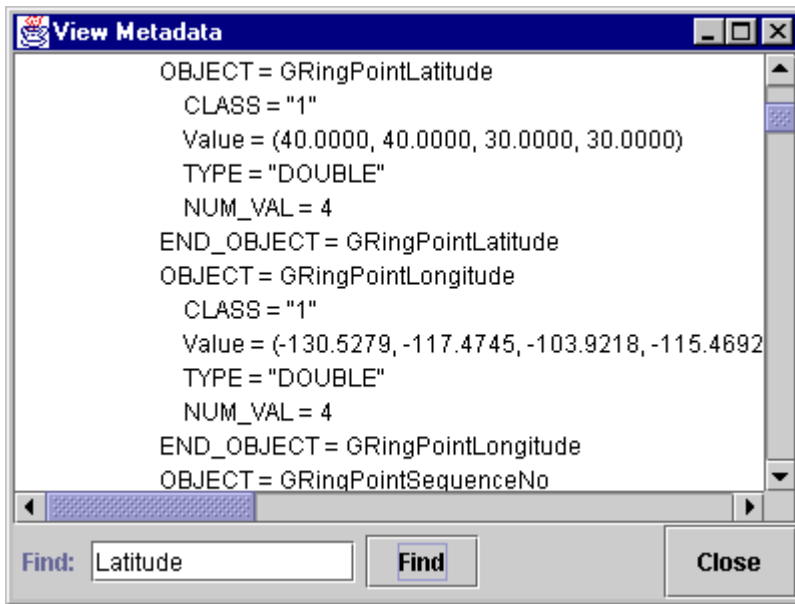 View Metadata
OBJECT = GRingPointLatitude
CLASS = "1"
Value = (40.0000, 40.0000, 30.0000, 30.0000)
TYPE = "DOUBLE"
NUM_VAL = 4
END_OBJECT = GRingPointLatitude
OBJECT = GRingPointLongitude
CLASS = "1"
Value = (-130.5279, -117.4745, -103.9218, -115.4692
TYPE = "DOUBLE"
NUM_VAL = 4
END_OBJECT = GRingPointLongitude
OBJECT = GRingPointSequenceNo
Find: Latitude Find Close